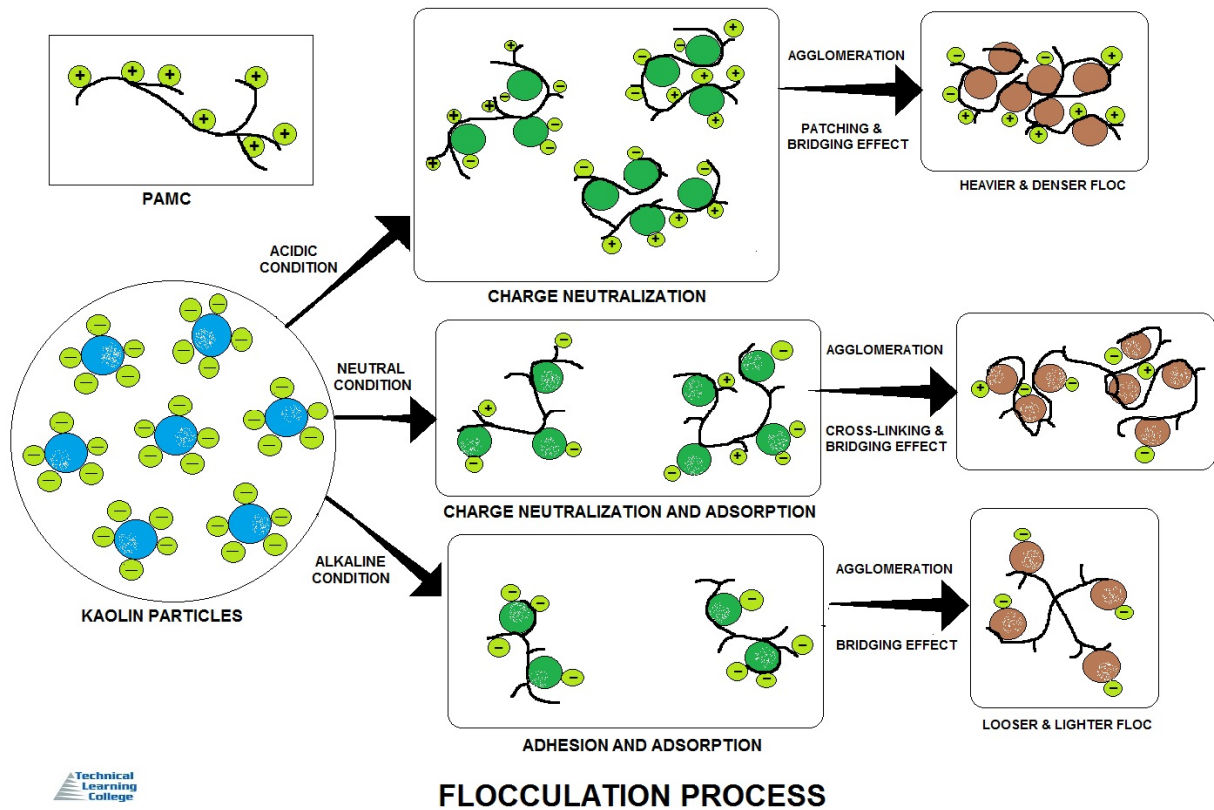 PAMC
ACIDIC
CONDITION
CHARGE NEUTRALIZATION
AGGLOMERATION
PATCHING &
BRIDGING EFFECT
HEAVIER & DENSER FLOC
KAOLIN PARTICLES
NEUTRAL
CONDITION
CHARGE NEUTRALIZATION AND ADSORPTION
AGGLOMERATION
CROSS-LINKING &
BRIDGING EFFECT
ALKALINE
CONDITION
ADHESION AND ADSORPTION
AGGLOMERATION
BRIDGING EFFECT
LOOSER & LIGHTER FLOC
Technical
Learning
College
FLOCCULATION PROCESS